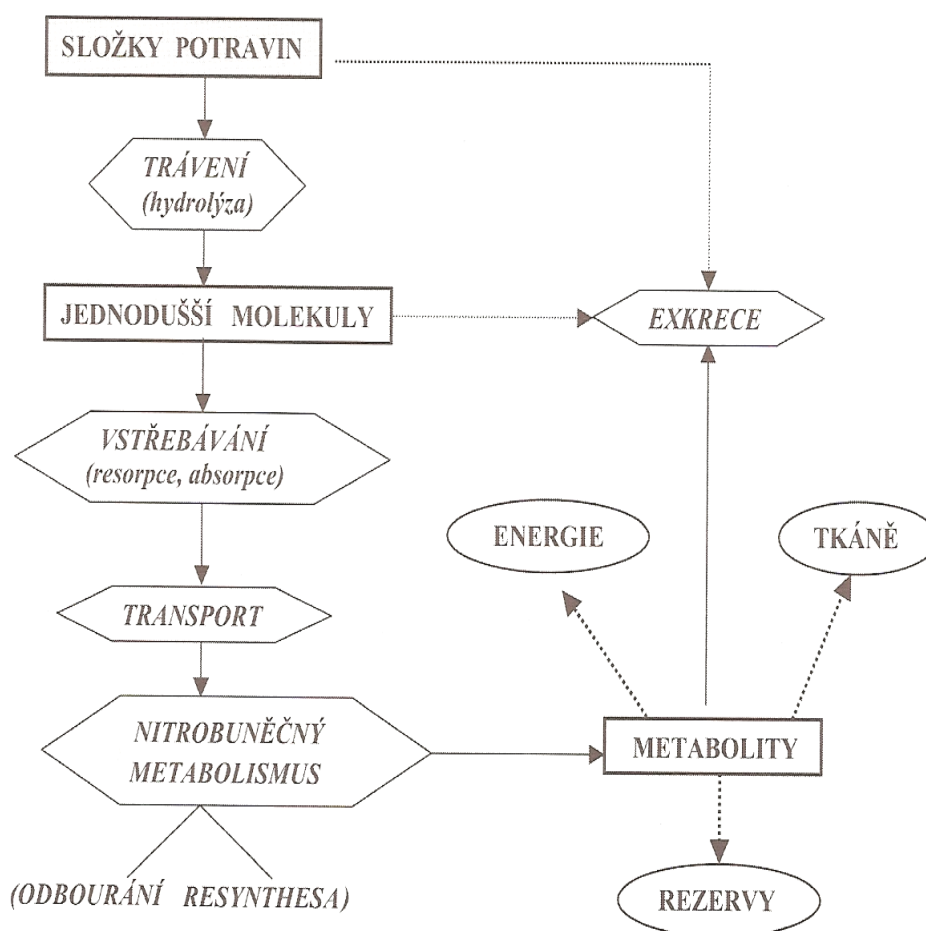 SLOŽKY POTRAVIN
TRÁVENÍ
(hydrolýza)
JEDNODUŠŠÍ MOLEKULY
EXKRECE
VSTŘEBÁVÁNÍ
(resorpce, absorpce)
ENERGIE
TKÁNĚ
TRANSPORT
NITROBUNĚČNÝ
METABOLISMUS
METABOLITY
(ODBOURÁNÍ RESYNTHESA)
REZERVY